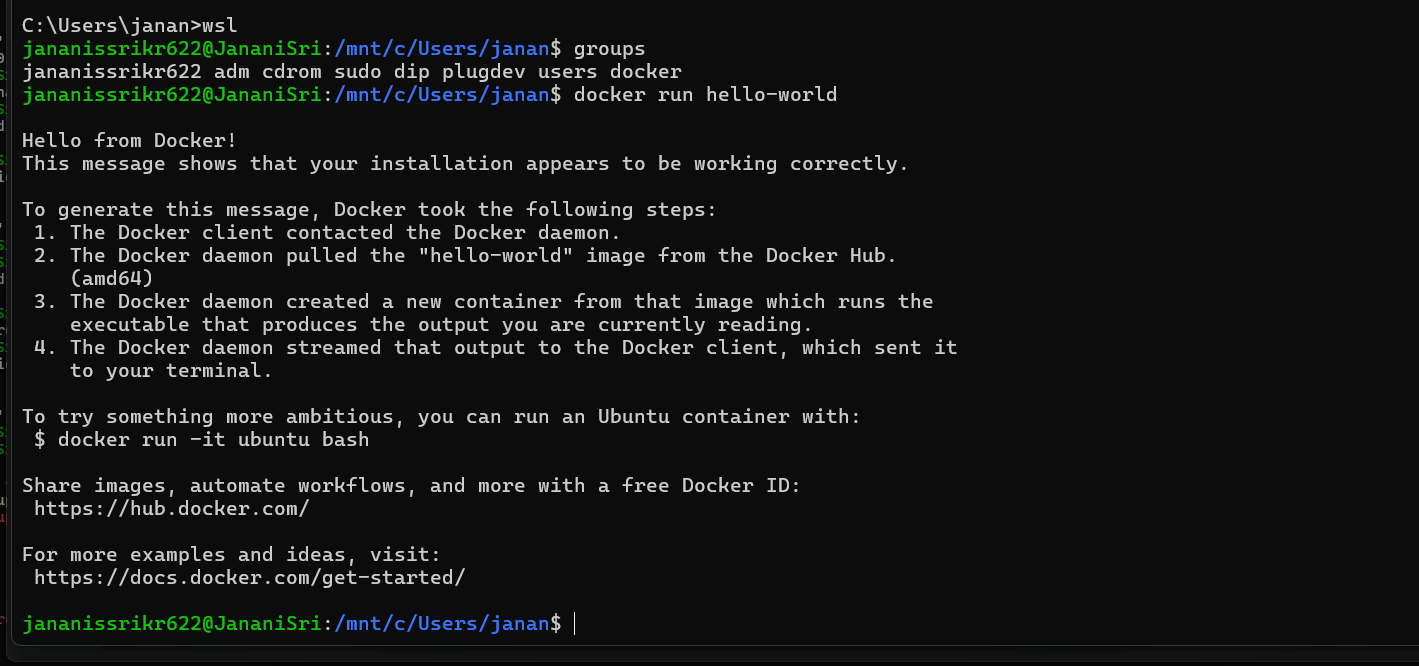 C:\Users\janan>wsl
jananissrikr622@JananiSri:/mnt/c/Users/janan$ groups
jananissrikr622 adm cdrom sudo dip plugdev users docker
jananissrikr622@JananiSri:/mnt/c/Users/janan$ docker run hello-world

Hello from Docker!
This message shows that your installation appears to be working correctly.

To generate this message, Docker took the following steps:
 1. The Docker client contacted the Docker daemon.
 2. The Docker daemon pulled the "hello-world" image from the Docker Hub.
    (amd64)
 3. The Docker daemon created a new container from that image which runs the
    executable that produces the output you are currently reading.
 4. The Docker daemon streamed that output to the Docker client, which sent it
    to your terminal.

To try something more ambitious, you can run an Ubuntu container with:
 $ docker run -it ubuntu bash

Share images, automate workflows, and more with a free Docker ID:
 https://hub.docker.com/

For more examples and ideas, visit:
 https://docs.docker.com/get-started/

jananissrikr622@JananiSri:/mnt/c/Users/janan$